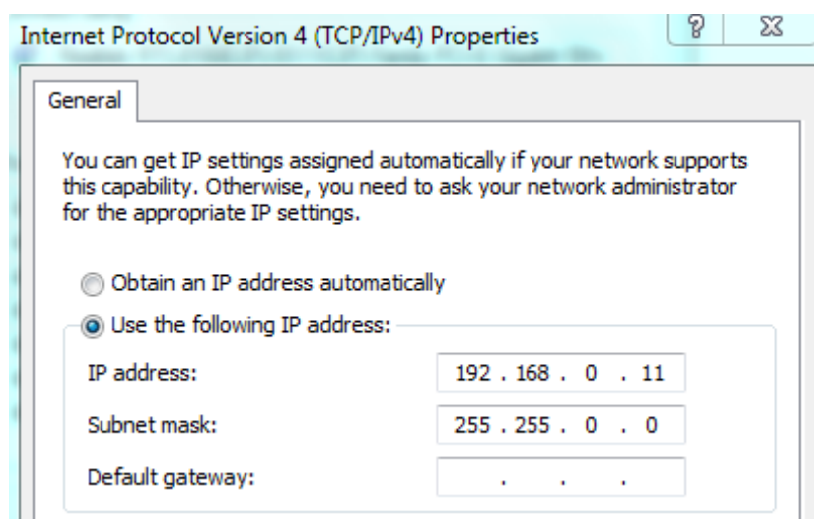 Internet Protocol Version 4 (TCP/IPv4) Properties
General
You can get IP settings assigned automatically if your network supports
this capability. Otherwise, you need to ask your network administrator
for the appropriate IP settings.
Obtain an IP address automatically
Use the following IP address:
IP address: 192 . 168 . 0 . 11
Subnet mask: 255 . 255 . 0 . 0
Default gateway: . . .